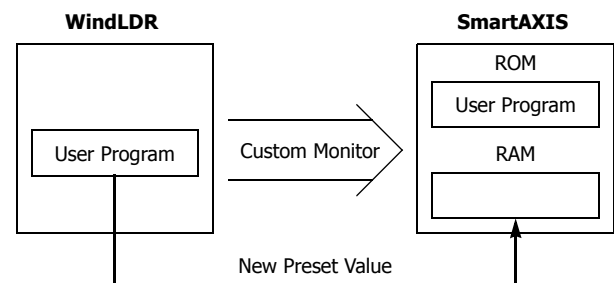 WindLDR
SmartAXIS
ROM
User Program
User Program
Custom Monitor
RAM
New Preset Value